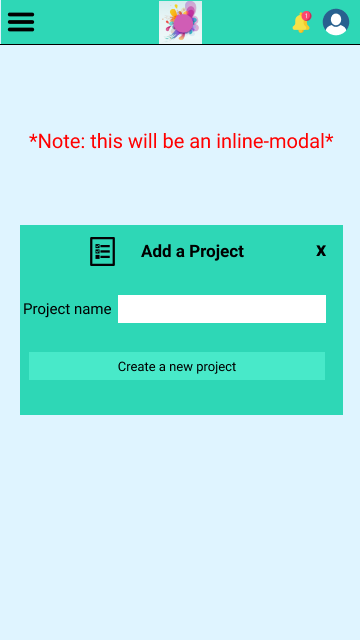 1
*Note: this will be an inline-modal*
Add a Project
X
Project name
Create a new project